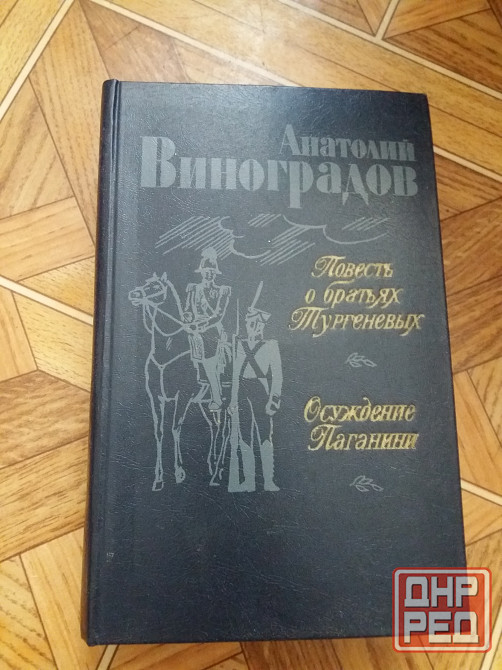 Анатолий
Виноградов
Повесть
о братьях
Тургеневых
Осуждение
Паганини
ДНР
РЕД